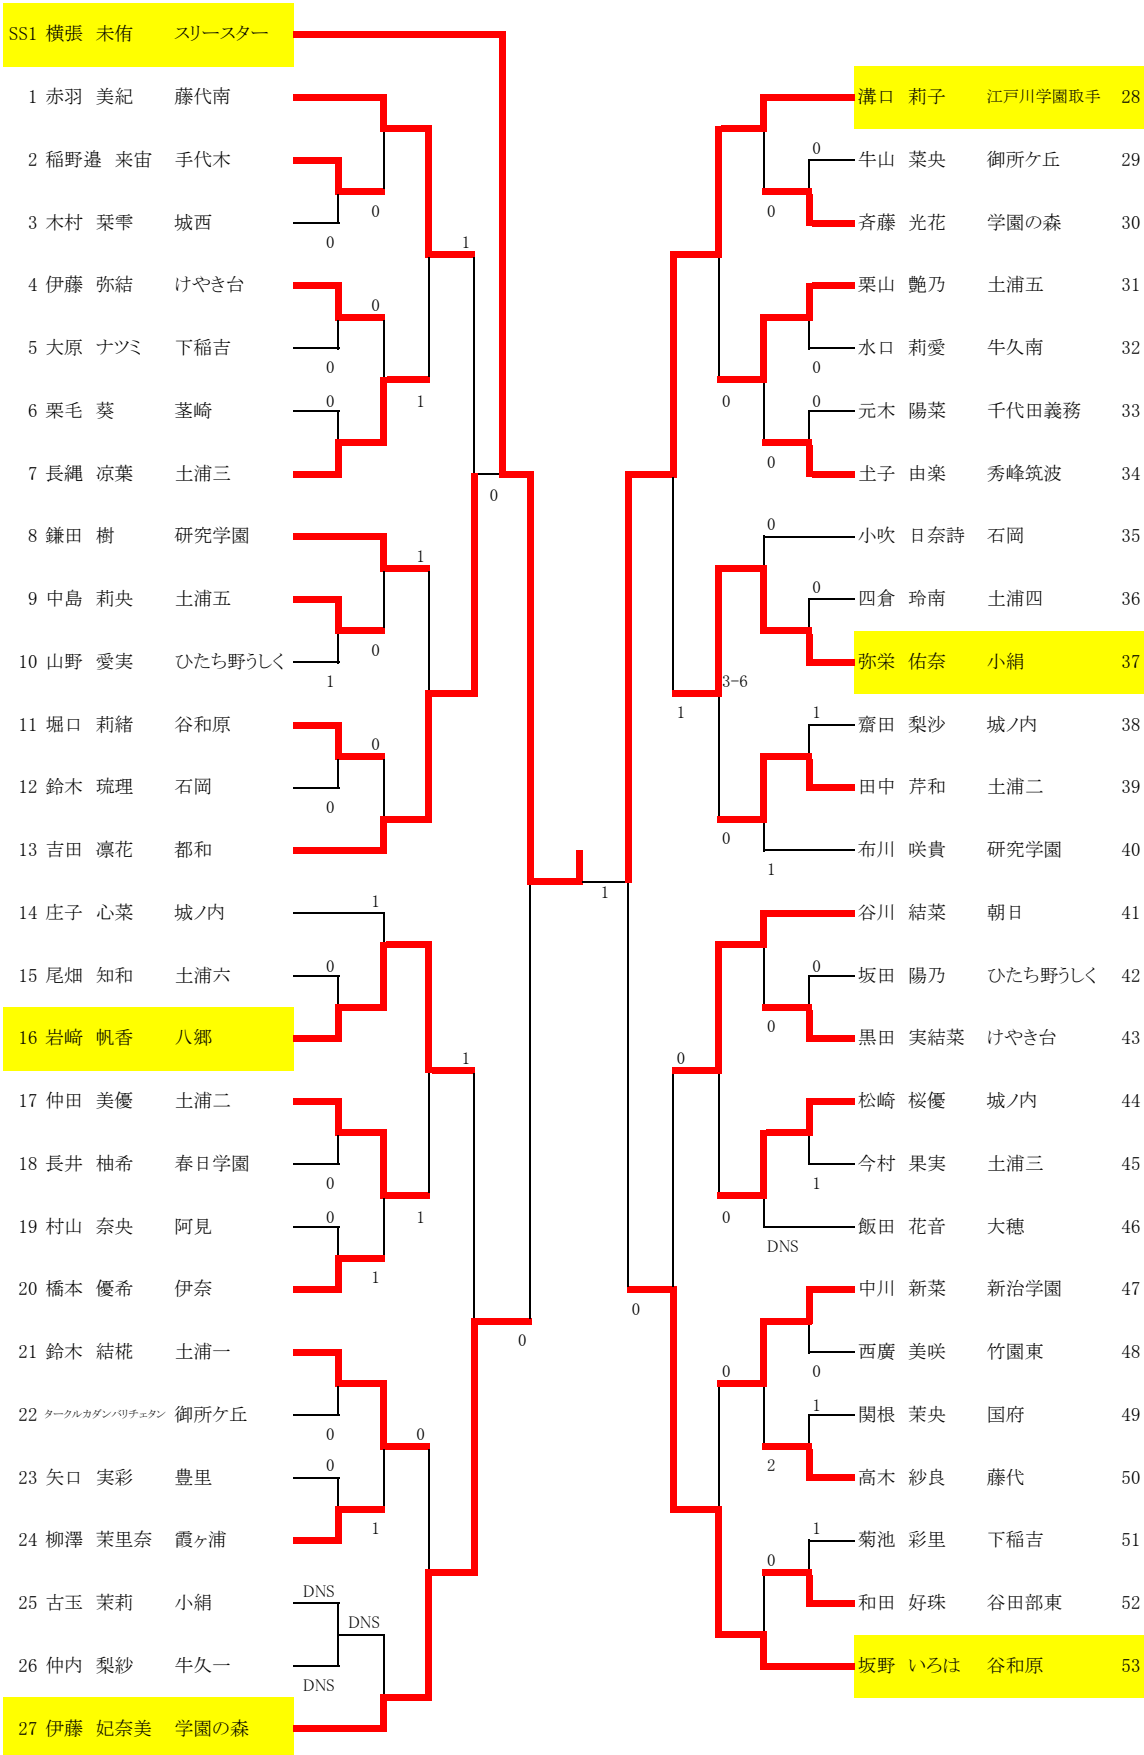 SS1 横張 未侑 スリースター
1 赤羽 美紀 藤代南
2 稲野邉 来宙 手代木
0
3 木村 栞雫 城西
0
1
4 伊藤 弥結 けやき台
0
5 大原 ナツミ 下稲吉
0
6 栗毛 葵 茎崎
0
1
7 長縄 凉葉 土浦三
0
8 鎌田 樹 研究学園
1
9 中島 莉央 土浦五
0
10 山野 愛実 ひたち野うしく
1
11 堀口 莉緒 谷和原
0
12 鈴木 琉理 石岡
0
13 吉田 凛花 都和
1
14 庄子 心菜 城ノ内
1
15 尾畑 知和 土浦六
0
16 岩﨑 帆香 八郷
1
17 仲田 美優 土浦二
18 長井 柚希 春日学園
0
1
19 村山 奈央 阿見
0
1
20 橋本 優希 伊奈
0
21 鈴木 結椛 土浦一
22 タークルカダンバリチェタン 御所ケ丘
0
0
23 矢口 実彩 豊里
0
1
24 柳澤 茉里奈 霞ヶ浦
25 古玉 茉莉 小絹
DNS
DNS
26 仲内 梨紗 牛久一
DNS
27 伊藤 妃奈美 学園の森
溝口 莉子 江戸川学園取手 28
0
牛山 菜央 御所ケ丘 29
0
斉藤 光花 学園の森 30
栗山 艶乃 土浦五 31
水口 莉愛 牛久南 32
0
0
0
元木 陽菜 千代田義務 33
0
圡子 由楽 秀峰筑波 34
0
小吹 日奈詩 石岡 35
0
四倉 玲南 土浦四 36
弥栄 佑奈 小絹 37
3-6
1
1
齋田 梨沙 城ノ内 38
田中 芹和 土浦二 39
0
布川 咲貴 研究学園 40
1
谷川 結菜 朝日 41
0
坂田 陽乃 ひたち野うしく 42
0
黒田 実結菜 けやき台 43
0
松崎 桜優 城ノ内 44
今村 果実 土浦三 45
1
0
飯田 花音 大穂 46
DNS
中川 新菜 新治学園 47
0
西廣 美咲 竹園東 48
0
0
1
関根 茉央 国府 49
2
高木 紗良 藤代 50
1
菊池 彩里 下稲吉 51
0
和田 好珠 谷田部東 52
坂野 いろは 谷和原 53